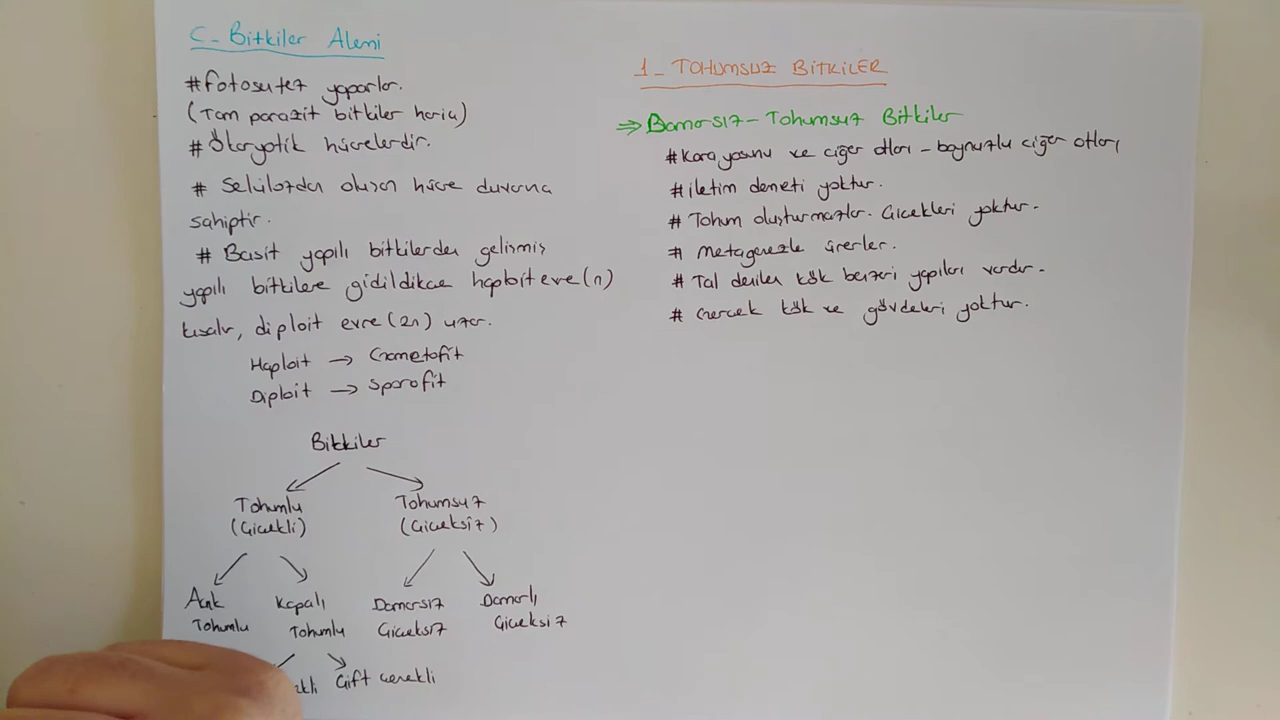 C- Bitkiler Alemi
# Fotosentez yaparlar.
(Tam parazit bitkiler hariç)
# Ökaryotik hücrelerdir.
# Selülozdan oluşan hücre duvarına
sahiptir.
# Basit yapılı bitkilerden gelişmiş
yapılı bitkilere gidildikçe haploit evre (n)
kısalır, diploit evre (2n) uzar.
Haploit → Gametofit
Diploit → Sporofit
Bitkiler
Tohumlu
(Çiçekli)
Tohumsuz
(Çiçeksiz)
Açık
Tohumlu
Kapalı
Tohumlu
Damarsız
Çiçeksiz
Damarlı
Çiçeksiz
Çift çenekli
1- TOHUMSUZ BİTKİLER
⇒ Damarsız-Tohumsuz Bitkiler
# Kara yosunu ve ciğer otları - boynuzlu ciğer otları
# iletim demeti yoktur.
# Tohum oluşturmazlar. Çiçekleri yoktur.
# Metagenezle ürerler.
# Tal denilen kök benzeri yapıları vardır.
# Gerçek kök ve gövdeleri yoktur.